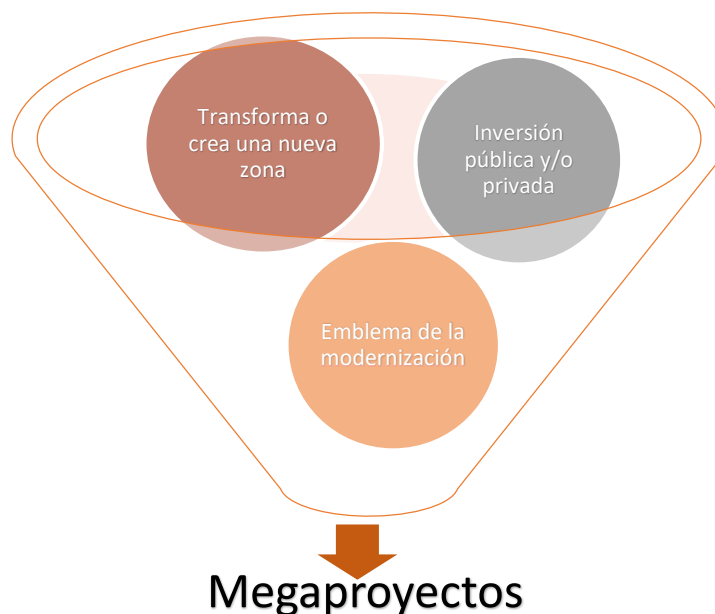 Transforma o
crea una nueva
zona
Inversión
pública y/o
privada
Emblema de la
modernización
Megaproyectos